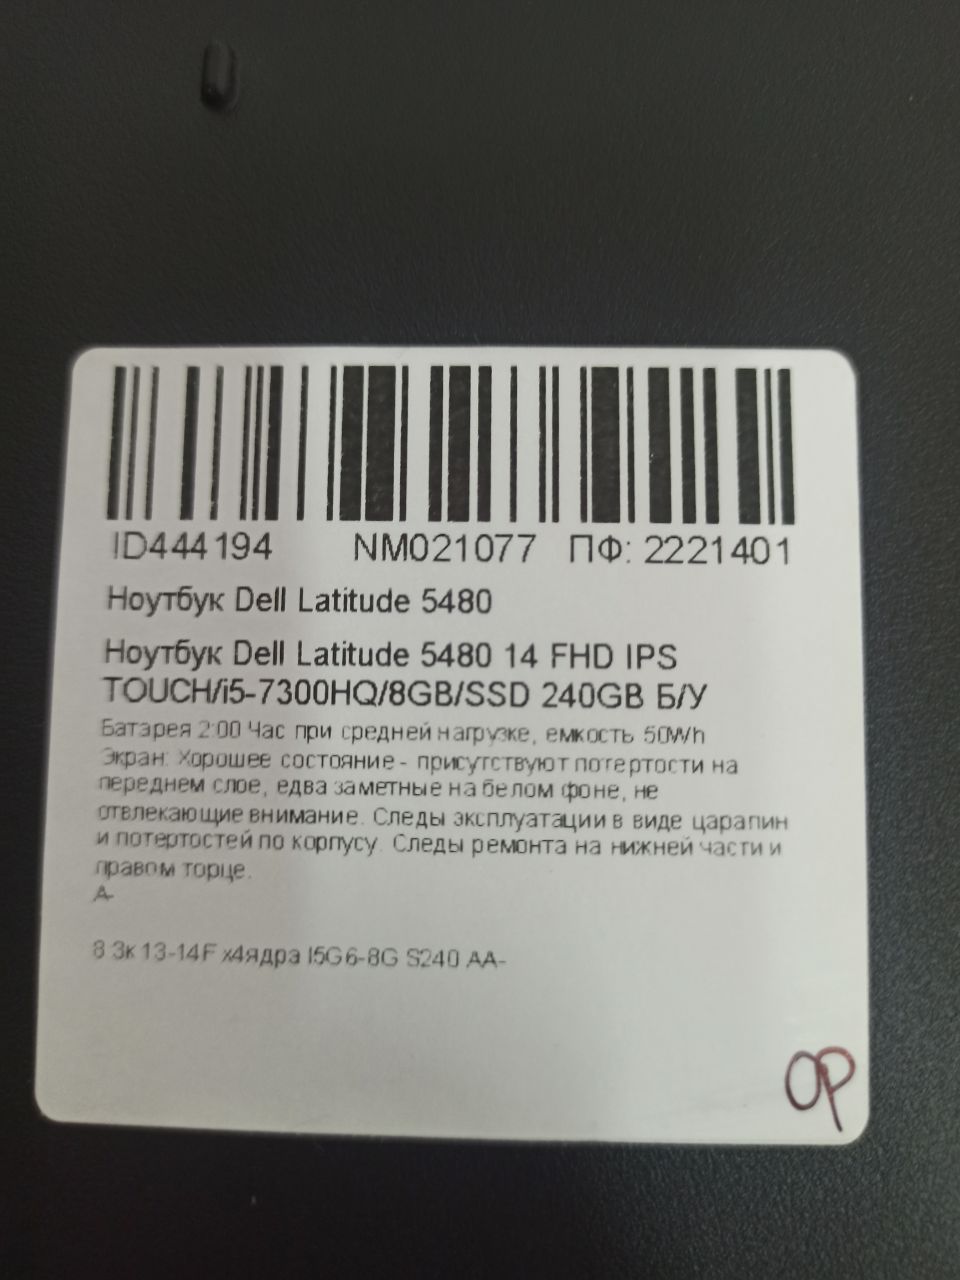 ID444194 NM021077 ПФ: 2221401
Ноутбук Dell Latitude 5480
Ноутбук Dell Latitude 5480 14 FHD IPS
TOUCH/i5-7300HQ/8GB/SSD 240GB Б/У
Батарея 2:00 Час при средней нагрузке, емкость 50Wh
Экран: Хорошее состояние - присутствуют потертости на
переднем слое, едва заметные на белом фоне, не
отвлекающие внимание. Следы эксплуатации в виде царапин
и потертостей по корпусу. Следы ремонта на нижней части и
правом торце.
A-
8 3к 13-14F x4ядра I5G6-8G S240 AA-
OP